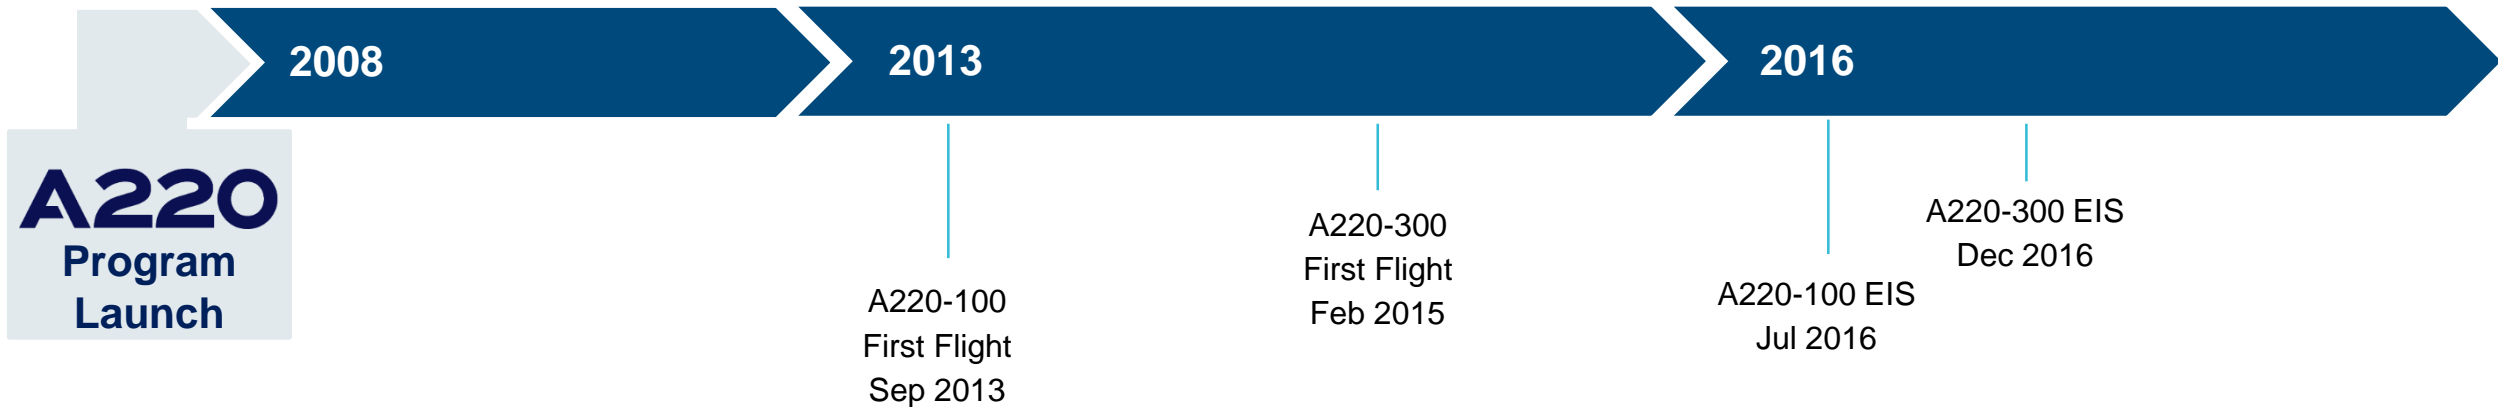 2008
2013
2016
A220
Program
Launch
A220-100
First Flight
Sep 2013
A220-300
First Flight
Feb 2015
A220-100 EIS
Jul 2016
A220-300 EIS
Dec 2016